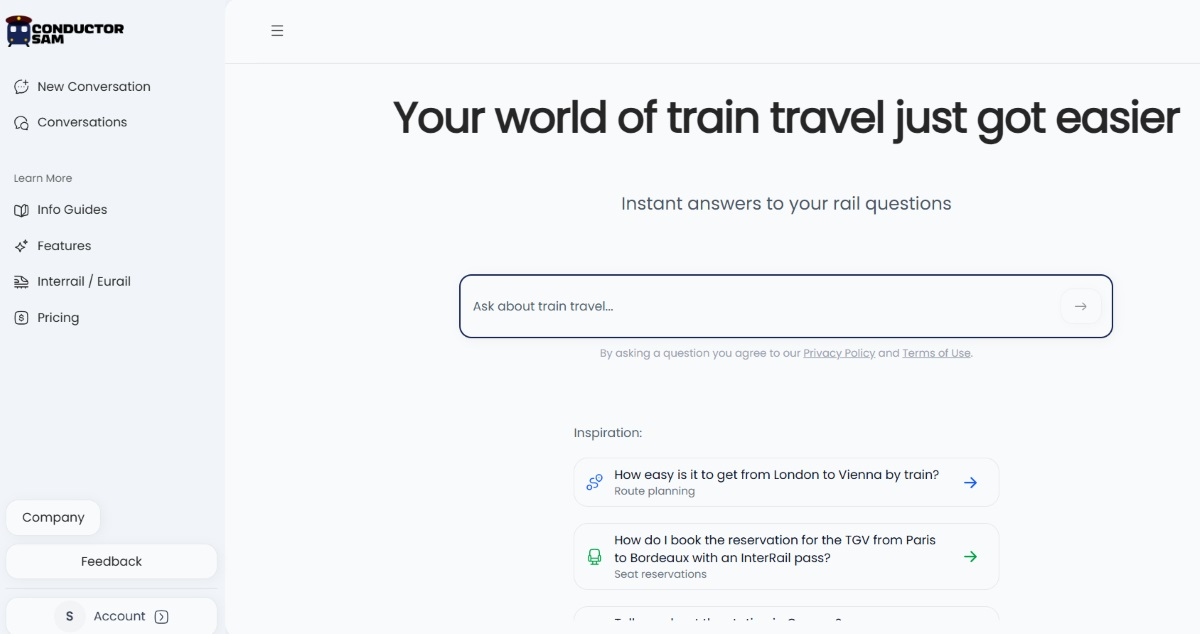 CONDUCTOR
SAM
New Conversation
Conversations
Learn More
Info Guides
Features
Interrail / Eurail
Pricing
Company
Feedback
S Account
Your world of train travel just got easier
Instant answers to your rail questions
Ask about train travel...
By asking a question you agree to our Privacy Policy and Terms of Use.
Inspiration:
How easy is it to get from London to Vienna by train?
Route planning
How do I book the reservation for the TGV from Paris
to Bordeaux with an InterRail pass?
Seat reservations